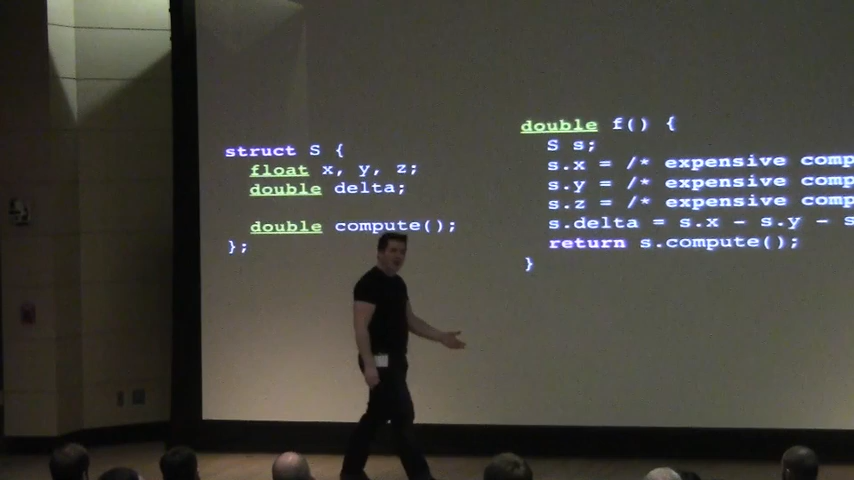 struct S {
float x, y, z;
double delta;
double compute();
};
double f() {
S s;
s.x = /* expensive comp
s.y = /* expensive comp
s.z = /* expensive comp
s.delta = s.x - s.y - s
return s.compute();
}